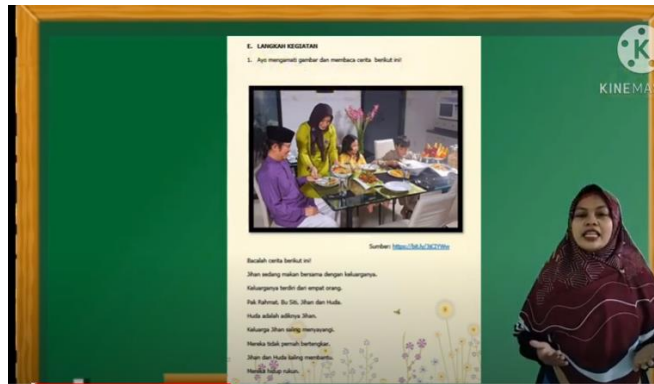 E. LANGKAH KEGIATAN
1. Ayo mengamati gambar dan membaca cerita berikut ini!
KINEMA
Sumber:
Bacalah cerita berikut ini!
Jihan sedang makan bersama dengan keluarganya.
Keluarganya terdiri dari empat orang.
Pak Rahmat, Bu Siti, Jihan dan Huda.
Huda adalah adiknya Jihan.
Keluarga Jihan saling menyayangi.
Mereka tidak pernah bertengkar.
Jihan dan Huda saling membantu.
Mereka hidup rukun.